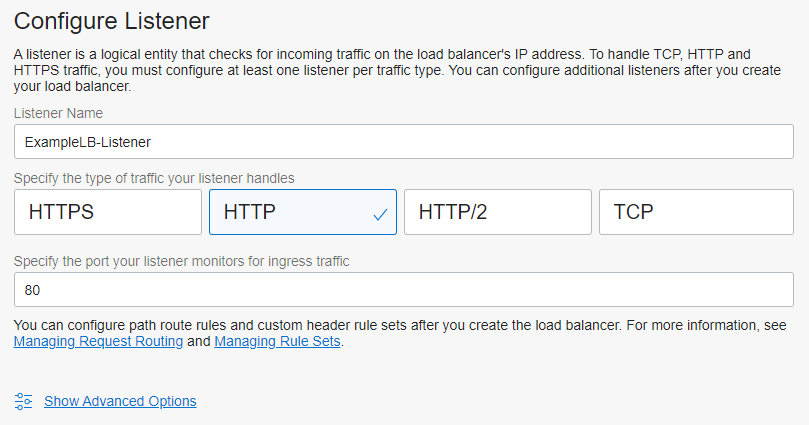 Configure Listener
A listener is a logical entity that checks for incoming traffic on the load balancer's IP address. To handle TCP, HTTP and
HTTPS traffic, you must configure at least one listener per traffic type. You can configure additional listeners after you create
your load balancer.
Listener Name
ExampleLB-Listener
Specify the type of traffic your listener handles
HTTPS HTTP HTTP/2 TCP
Specify the port your listener monitors for ingress traffic
80
You can configure path route rules and custom header rule sets after you create the load balancer. For more information, see
Managing Request Routing and Managing Rule Sets.
Show Advanced Options